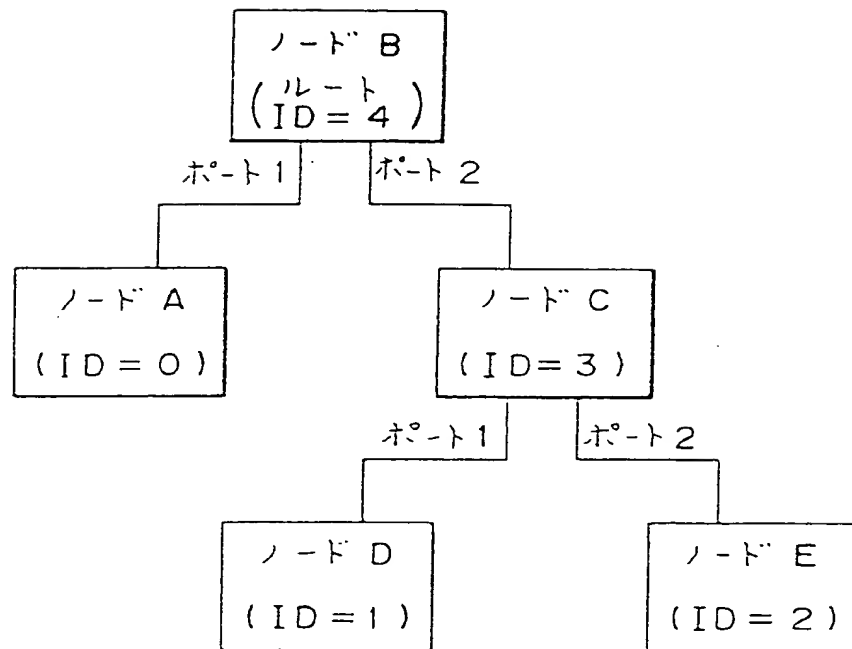 ノード B
(ルート
ID = 4)
ポート 1
ポート 2
ノード A
(ID = 0)
ノード C
(ID = 3)
ポート 1
ポート 2
ノード D
(ID = 1)
ノード E
(ID = 2)